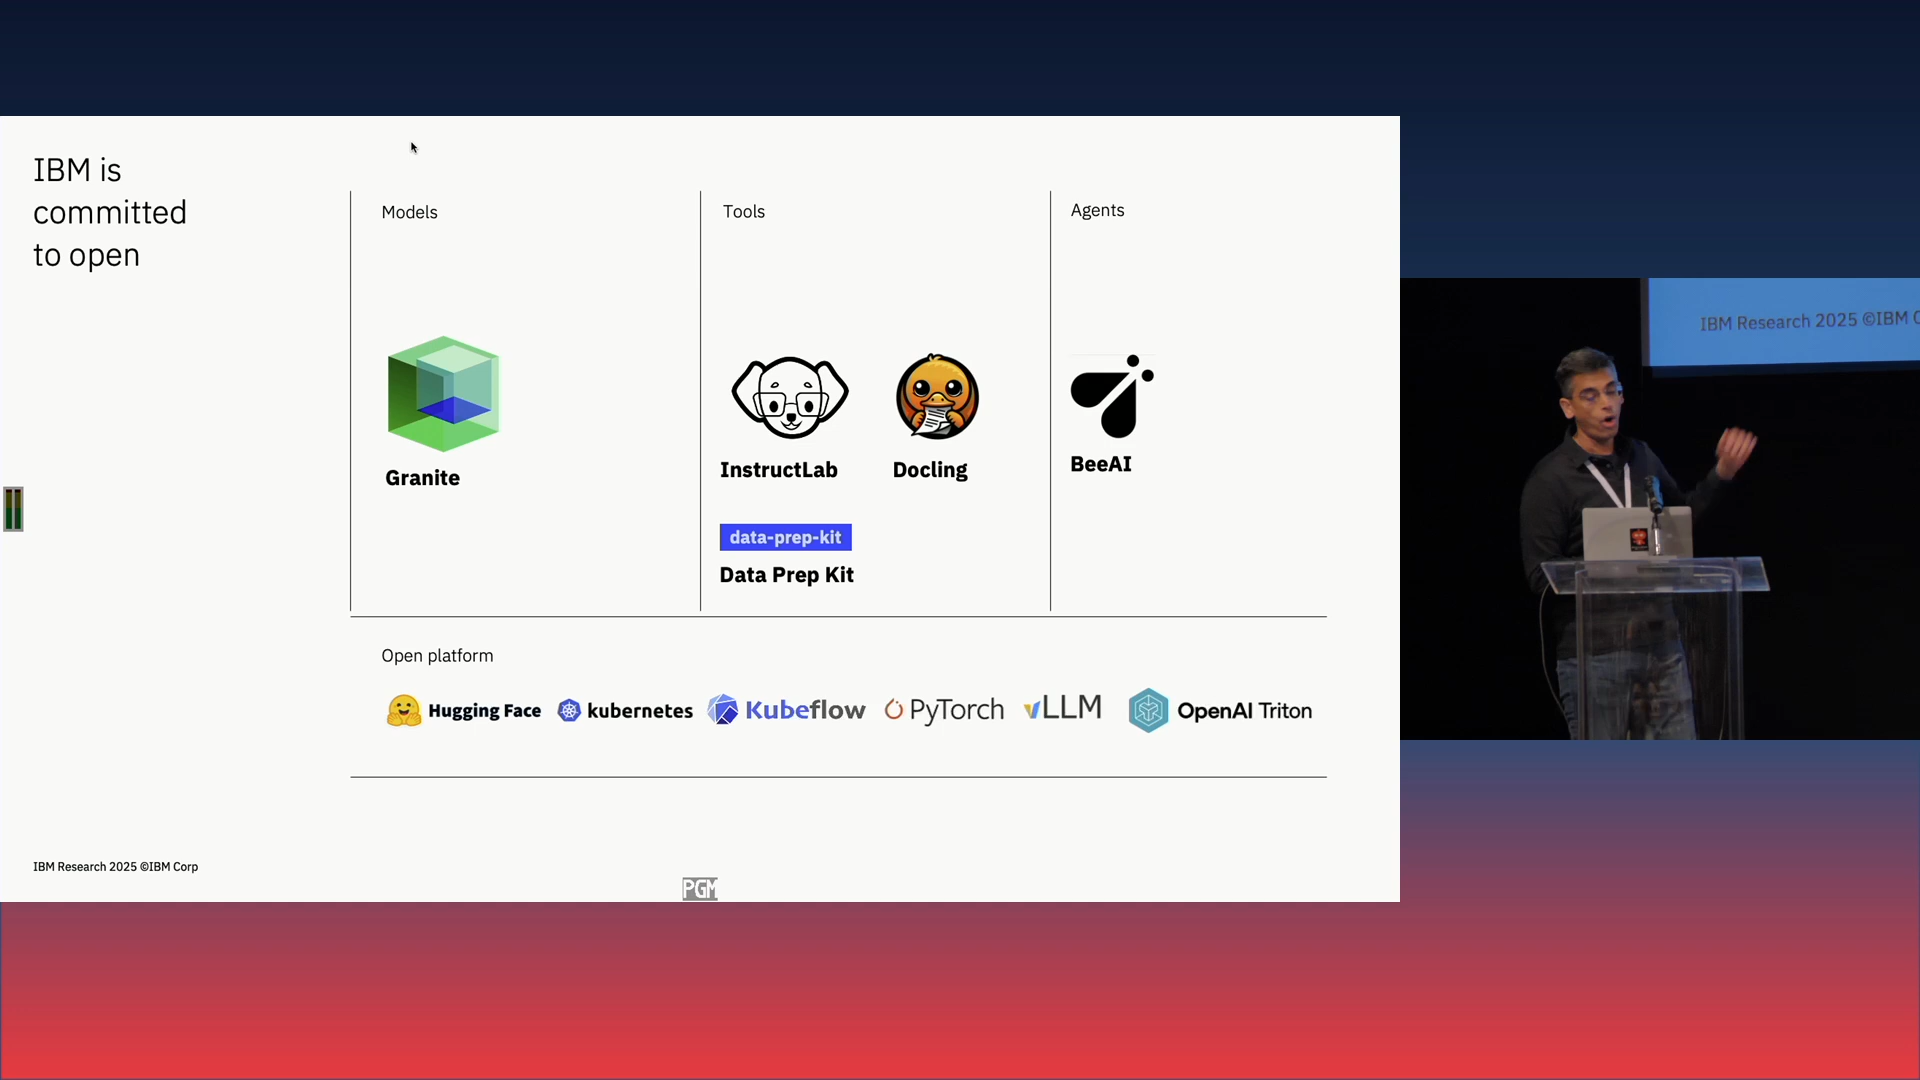 IBM is
committed
to open
Models
Tools
Agents
Granite
InstructLab
Docling
BeeAI
data-prep-kit
Data Prep Kit
Open platform
Hugging Face
kubernetes
Kubeflow
PyTorch
vLLM
OpenAI Triton
IBM Research 2025 ©IBM Corp
PGM
IBM Research 2025 ©IBM C